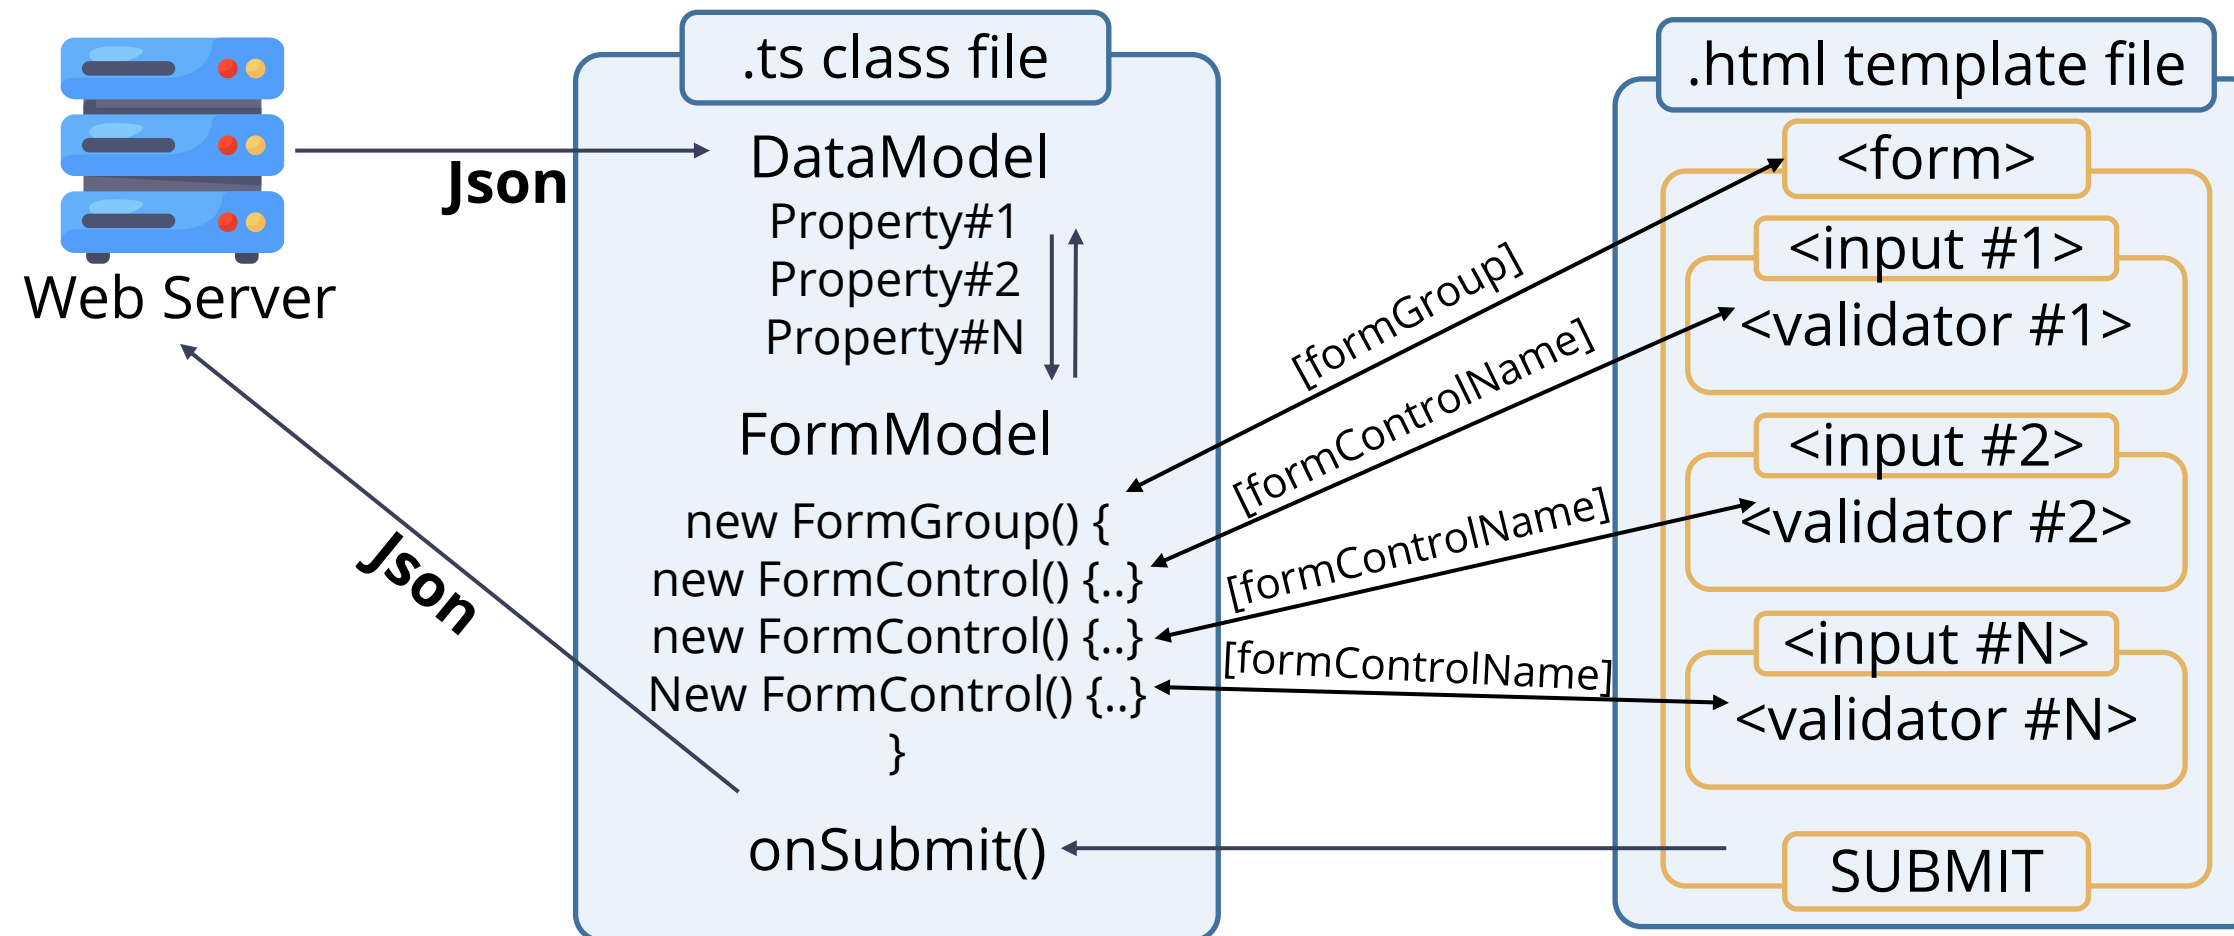 Web Server
Json
Json
.ts class file
DataModel
Property#1
Property#2
Property#N
FormModel
new FormGroup() {
new FormControl() {..}
new FormControl() {..}
New FormControl() {..}
}
onSubmit()
[formGroup]
[formControlName]
[formControlName]
[formControlName]
.html template file
<form>
<input #1>
<validator #1>
<input #2>
<validator #2>
<input #N>
<validator #N>
SUBMIT